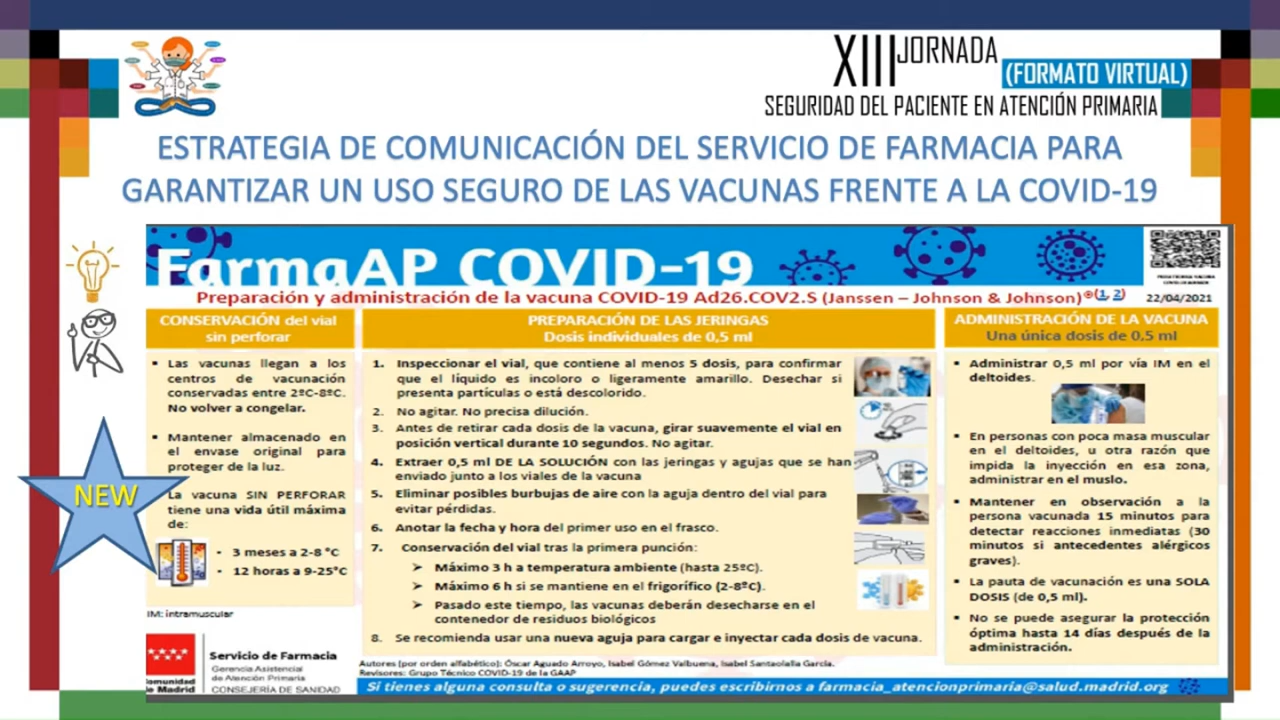 XIII JORNADA
(FORMATO VIRTUAL)
SEGURIDAD DEL PACIENTE EN ATENCIÓN PRIMARIA
ESTRATEGIA DE COMUNICACIÓN DEL SERVICIO DE FARMACIA PARA
GARANTIZAR UN USO SEGURO DE LAS VACUNAS FRENTE A LA COVID-19
FarmaAP COVID-19
Preparación y administración de la vacuna COVID-19 Ad26.COV2.S (Janssen – Johnson & Johnson)®(1, 2)
22/04/2021
NEW
CONSERVACIÓN del vial
sin perforar
Las vacunas llegan a los
centros de vacunación
conservadas entre 2ºC-8ºC.
No volver a congelar.
Mantener almacenado en
el envase original para
proteger de la luz.
La vacuna SIN PERFORAR
tiene una vida útil máxima
de:
3 meses a 2-8 °C
12 horas a 9-25°C
IM: intramuscular
PREPARACIÓN DE LAS JERINGAS
Dosis individuales de 0,5 ml
1. Inspeccionar el vial, que contiene al menos 5 dosis, para confirmar
que el líquido es incoloro o ligeramente amarillo. Desechar si
presenta partículas o está descolorido.
2. No agitar. No precisa dilución.
3. Antes de retirar cada dosis de la vacuna, girar suavemente el vial en
posición vertical durante 10 segundos. No agitar.
4. Extraer 0,5 ml DE LA SOLUCIÓN con las jeringas y agujas que se han
enviado junto a los viales de la vacuna
5. Eliminar posibles burbujas de aire con la aguja dentro del vial para
evitar pérdidas.
6. Anotar la fecha y hora del primer uso en el frasco.
7. Conservación del vial tras la primera punción:
Máximo 3 h a temperatura ambiente (hasta 25ºC).
Máximo 6 h si se mantiene en el frigorífico (2-8ºC).
Pasado este tiempo, las vacunas deberán desecharse en el
contenedor de residuos biológicos
8. Se recomienda usar una nueva aguja para cargar e inyectar cada dosis de vacuna.
ADMINISTRACIÓN DE LA VACUNA
Una única dosis de 0,5 ml
Administrar 0,5 ml por vía IM en el
deltoides.
En personas con poca masa muscular
en el deltoides, u otra razón que
impida la inyección en esa zona,
administrar en el muslo.
Mantener en observación a la
persona vacunada 15 minutos para
detectar reacciones inmediatas (30
minutos si antecedentes alérgicos
graves).
La pauta de vacunación es una SOLA
DOSIS (de 0,5 ml).
No se puede asegurar la protección
óptima hasta 14 días después de la
administración.
Comunidad
de Madrid
Servicio de Farmacia
Gerencia Asistencial
de Atención Primaria
CONSEJERÍA DE SANIDAD
Autores (por orden alfabético): Óscar Aguado Arroyo, Isabel Gómez Valbuena, Isabel Santaolalla García.
Revisores: Grupo Técnico COVID-19 de la GAAP
Si tienes alguna consulta o sugerencia, puedes escribirnos a farmacia_atencionprimaria@salud.madrid.org